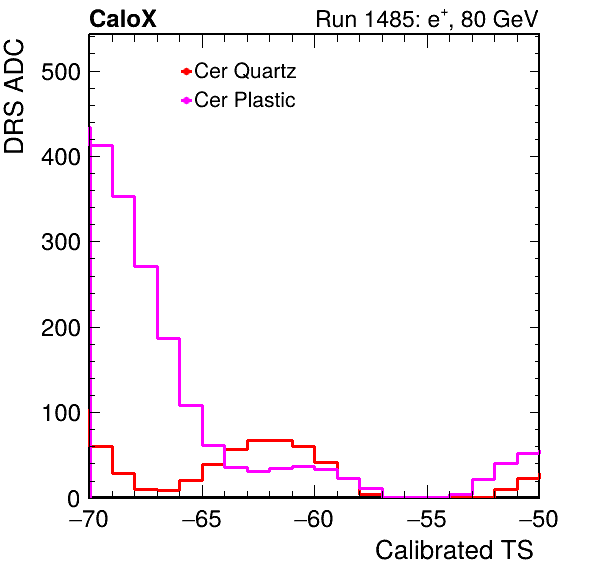 CaloX Run 1485: e⁺, 80 GeV
DRS ADC
Cer Quartz
Cer Plastic
500
400
300
200
100
0
−70 −65 −60 −55 −50
Calibrated TS